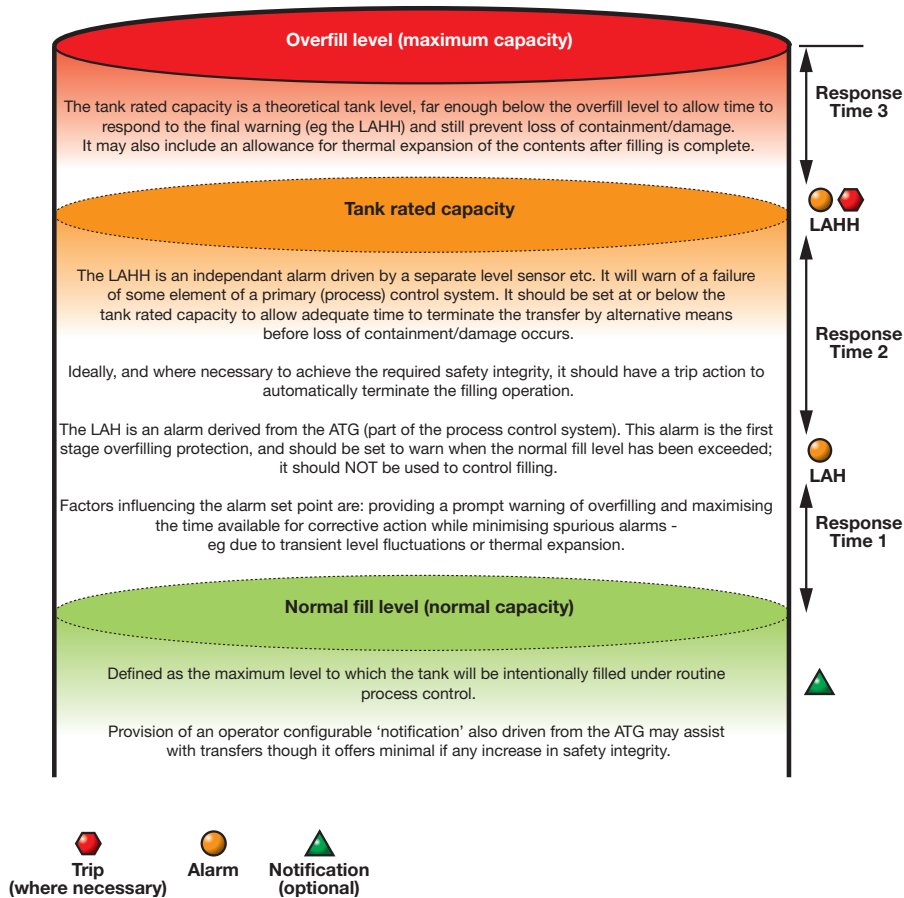 Overfill level (maximum capacity)
The tank rated capacity is a theoretical tank level, far enough below the overfill level to allow time to
respond to the final warning (eg the LAHH) and still prevent loss of containment/damage.
It may also include an allowance for thermal expansion of the contents after filling is complete.
Response
Time 3
Tank rated capacity
LAHH
The LAHH is an independant alarm driven by a separate level sensor etc. It will warn of a failure
of some element of a primary (process) control system. It should be set at or below the
tank rated capacity to allow adequate time to terminate the transfer by alternative means
before loss of containment/damage occurs.
Response
Time 2
Ideally, and where necessary to achieve the required safety integrity, it should have a trip action to
automatically terminate the filling operation.
The LAH is an alarm derived from the ATG (part of the process control system). This alarm is the first
stage overfilling protection, and should be set to warn when the normal fill level has been exceeded;
it should NOT be used to control filling.
LAH
Factors influencing the alarm set point are: providing a prompt warning of overfilling and maximising
the time available for corrective action while minimising spurious alarms -
eg due to transient level fluctuations or thermal expansion.
Response
Time 1
Normal fill level (normal capacity)
Defined as the maximum level to which the tank will be intentionally filled under routine
process control.
Provision of an operator configurable ‘notification’ also driven from the ATG may assist
with transfers though it offers minimal if any increase in safety integrity.
Trip
(where necessary)
Alarm
Notification
(optional)